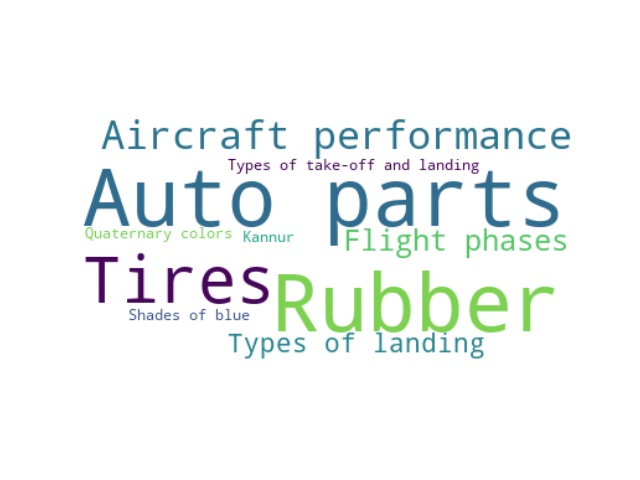 Aircraft performance
Types of take-off and landing
Auto parts
Quaternary colors
Kannur
Flight phases
Tires
Rubber
Shades of blue
Types of landing